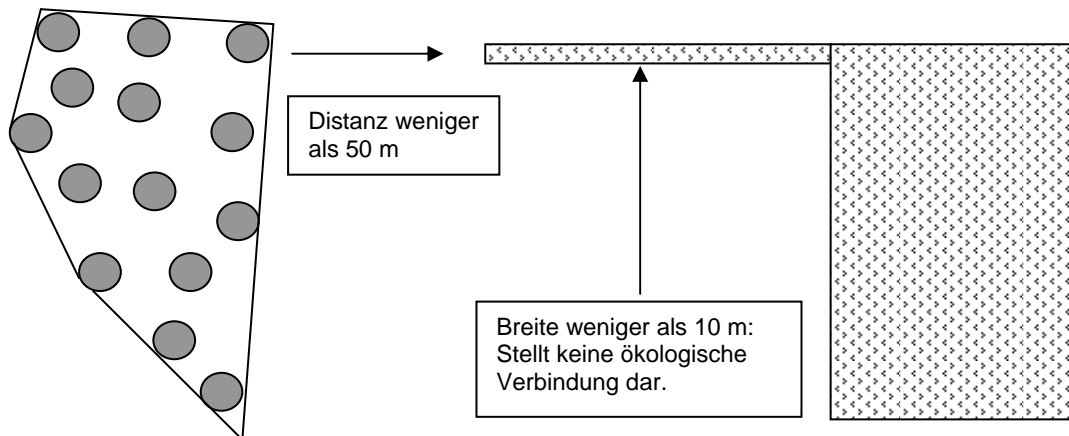 Distanz weniger
als 50 m
Breite weniger als 10 m:
Stellt keine ökologische
Verbindung dar.